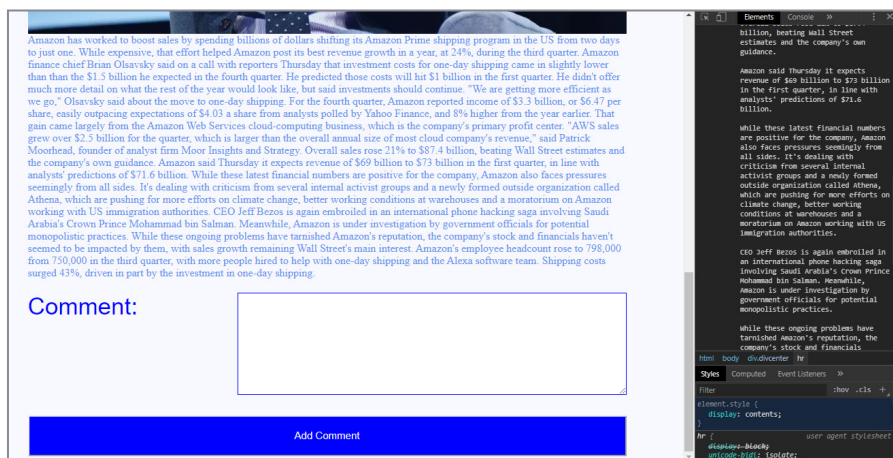 Amazon has worked to boost sales by spending billions of dollars shifting its Amazon Prime shipping program in the US from two days
to just one. While expensive, that effort helped Amazon post its best revenue growth in a year, at 24%, during the third quarter. Amazon
finance chief Brian Olsavsky said on a call with reporters Thursday that investment costs for one-day shipping came in slightly lower
than than the $1.5 billion he expected in the fourth quarter. He predicted those costs will hit $1 billion in the first quarter. He didn't offer
much more detail on what the rest of the year would look like, but said investments should continue. "We are getting more efficient as
we go," Olsavsky said about the move to one-day shipping. For the fourth quarter, Amazon reported income of $3.3 billion, or $6.47 per
share, easily outpacing expectations of $4.03 a share from analysts polled by Yahoo Finance, and 8% higher from the year earlier. That
gain came largely from the Amazon Web Services cloud-computing business, which is the company's primary profit center. "AWS sales
grew over $2.5 billion for the quarter, which is larger than the overall annual size of most cloud company's revenue," said Patrick
Moorhead, founder of analyst firm Moor Insights and Strategy. Overall sales rose 21% to $87.4 billion, beating Wall Street estimates and
the company's own guidance. Amazon said Thursday it expects revenue of $69 billion to $73 billion in the first quarter, in line with
analysts' predictions of $71.6 billion. While these latest financial numbers are positive for the company, Amazon also faces pressures
seemingly from all sides. It's dealing with criticism from several internal activist groups and a newly formed outside organization called
Athena, which are pushing for more efforts on climate change, better working conditions at warehouses and a moratorium on Amazon
working with US immigration authorities. CEO Jeff Bezos is again embroiled in an international phone hacking saga involving Saudi
Arabia's Crown Prince Mohammad bin Salman. Meanwhile, Amazon is under investigation by government officials for potential
monopolistic practices. While these ongoing problems have tarnished Amazon's reputation, the company's stock and financials haven't
seemed to be impacted by them, with sales growth remaining Wall Street's main interest. Amazon's employee headcount rose to 798,000
from 750,000 in the third quarter, with more people hired to help with one-day shipping and the Alexa software team. Shipping costs
surged 43%, driven in part by the investment in one-day shipping.
Comment:
Add Comment
Elements Console »
billion, beating Wall Street
estimates and the company's own
guidance.
Amazon said Thursday it expects
revenue of $69 billion to $73 billion
in the first quarter, in line with
analysts' predictions of $71.6
billion.
While these latest financial numbers
are positive for the company, Amazon
also faces pressures seemingly from
all sides. It's dealing with
criticism from several internal
activist groups and a newly formed
outside organization called Athena,
which are pushing for more efforts on
climate change, better working
conditions at warehouses and a
moratorium on Amazon working with US
immigration authorities.
CEO Jeff Bezos is again embroiled in
an international phone hacking saga
involving Saudi Arabia's Crown Prince
Mohammad bin Salman. Meanwhile,
Amazon is under investigation by
government officials for potential
monopolistic practices.
While these ongoing problems have
tarnished Amazon's reputation, the
company's stock and financials
html body div.divcenter hr
Styles Computed Event Listeners »
Filter :hov .cls +
element.style {
display: contents;
}
hr { user agent stylesheet
display: block;
unicode-bidi: isolate;